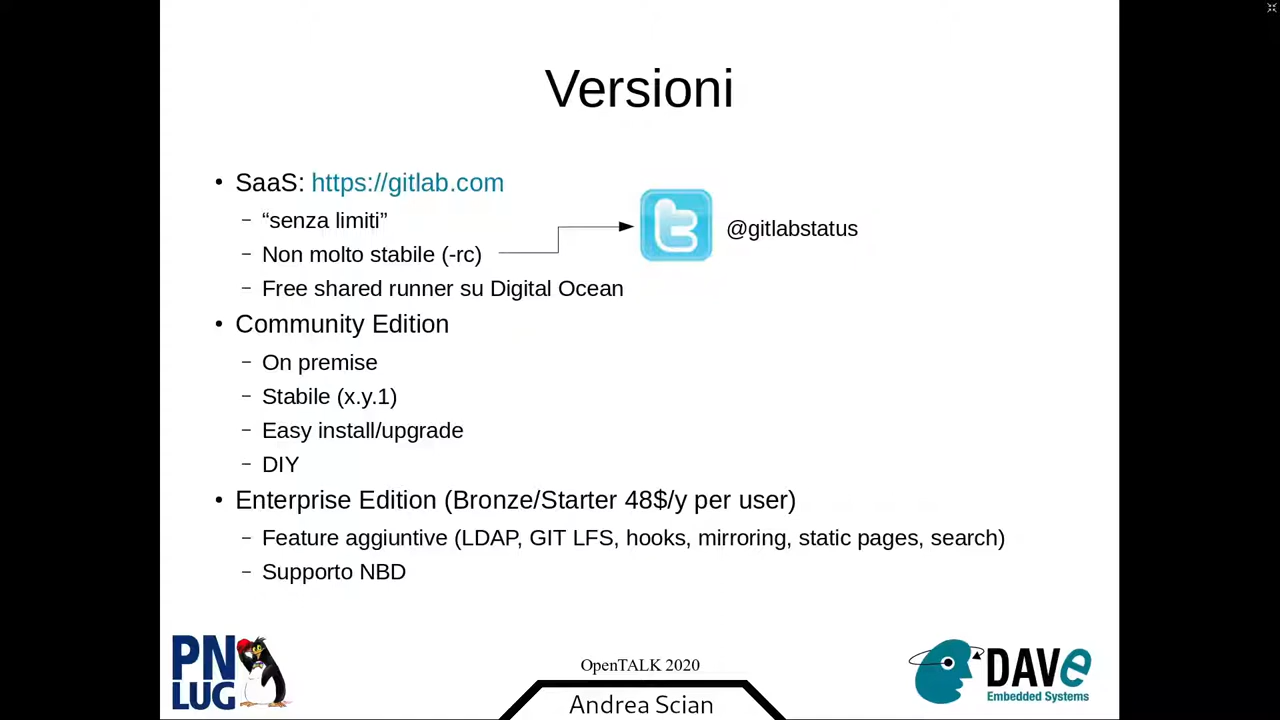 Versioni
• SaaS: https://gitlab.com
– “senza limiti”
– Non molto stabile (-rc)
@gitlabstatus
– Free shared runner su Digital Ocean
• Community Edition
– On premise
– Stabile (x.y.1)
– Easy install/upgrade
– DIY
• Enterprise Edition (Bronze/Starter 48$/y per user)
– Feature aggiuntive (LDAP, GIT LFS, hooks, mirroring, static pages, search)
– Supporto NBD
PN
LUG
OpenTALK 2020
Andrea Scian
DAVe
Embedded Systems